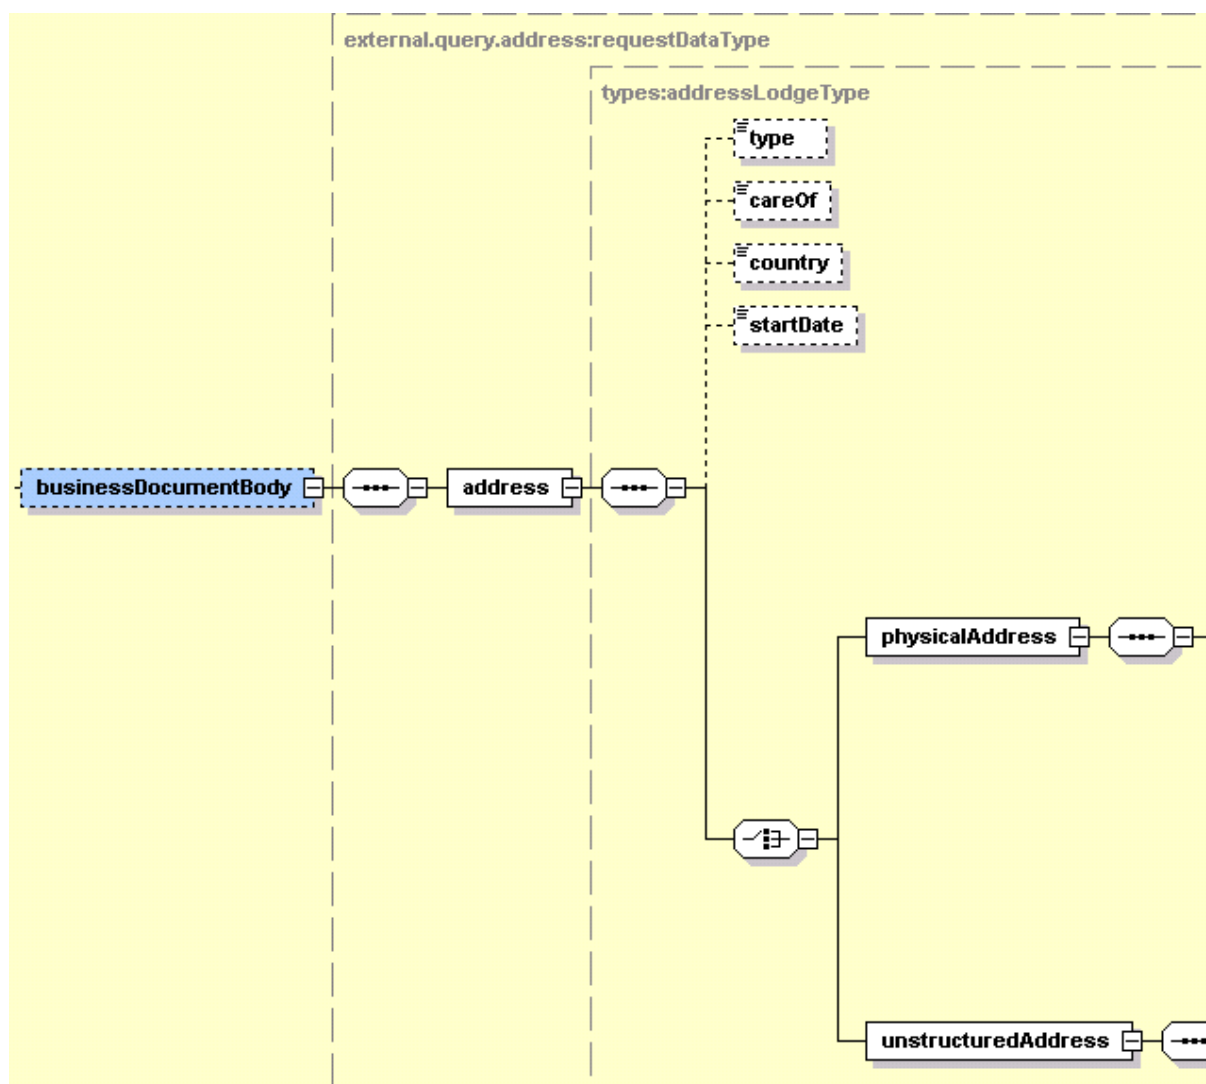 external.query.address:requestDataType
types:addressLodgeType
type
careOf
country
startDate
businessDocumentBody
address
physicalAddress
unstructuredAddress